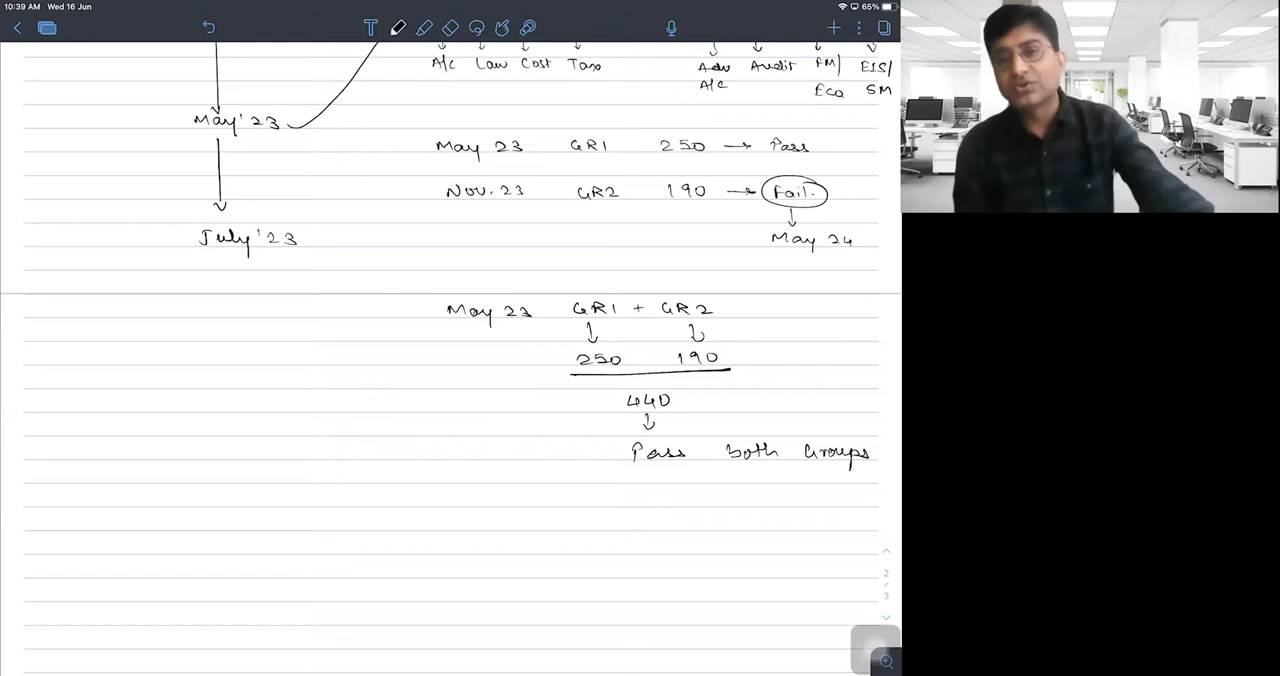 10:39 AM Wed 16 Jun
65%
T
A/c Law Cost Tax
Adv A/c Audit FM/ Eco EIS/ SM
May'23
May 23 GR1 250 → Pass
Nov. 23 GR2 190 → Fail.
May 24
July'23
May 23 GR1 + GR2
250 190
440
Pass Both Groups
2
/
3